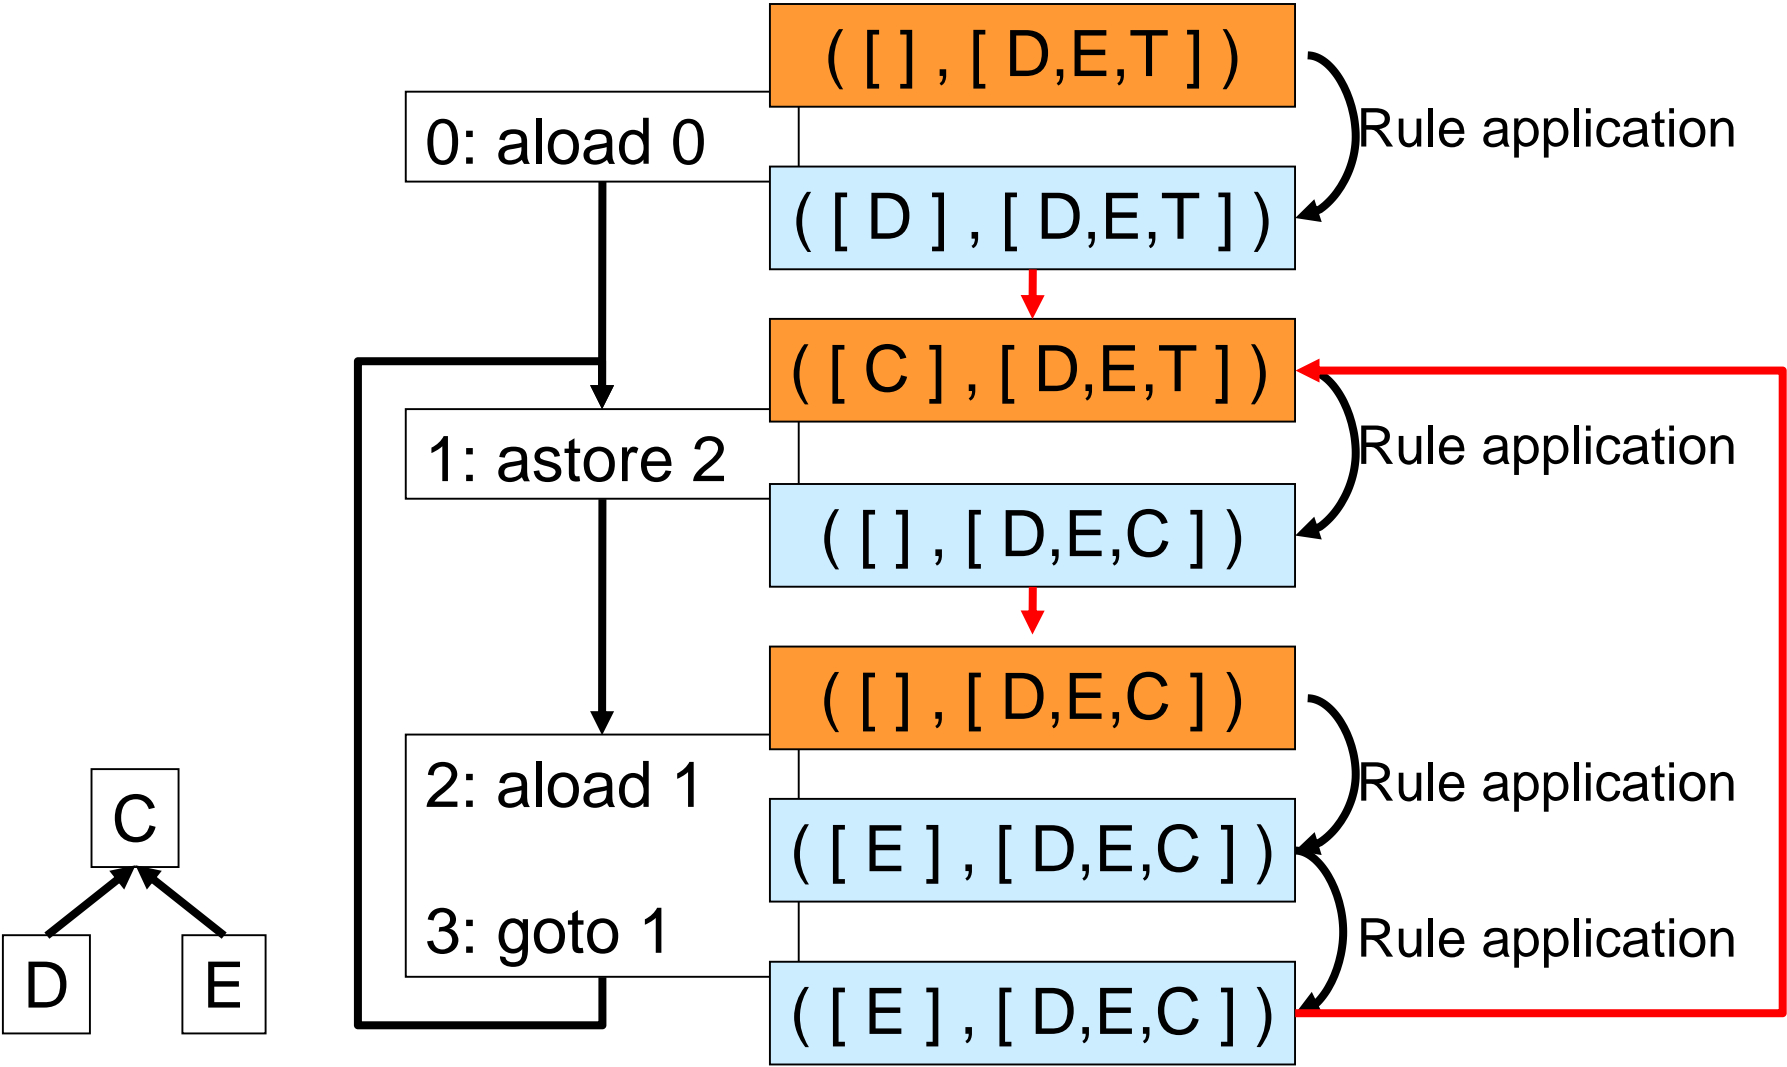 ( [ ] , [ D,E,T ] )
0: aload 0
Rule application
( [ D ] , [ D,E,T ] )
( [ C ] , [ D,E,T ] )
1: astore 2
Rule application
( [ ] , [ D,E,C ] )
( [ ] , [ D,E,C ] )
2: aload 1
Rule application
C
( [ E ] , [ D,E,C ] )
3: goto 1
Rule application
D
E
( [ E ] , [ D,E,C ] )